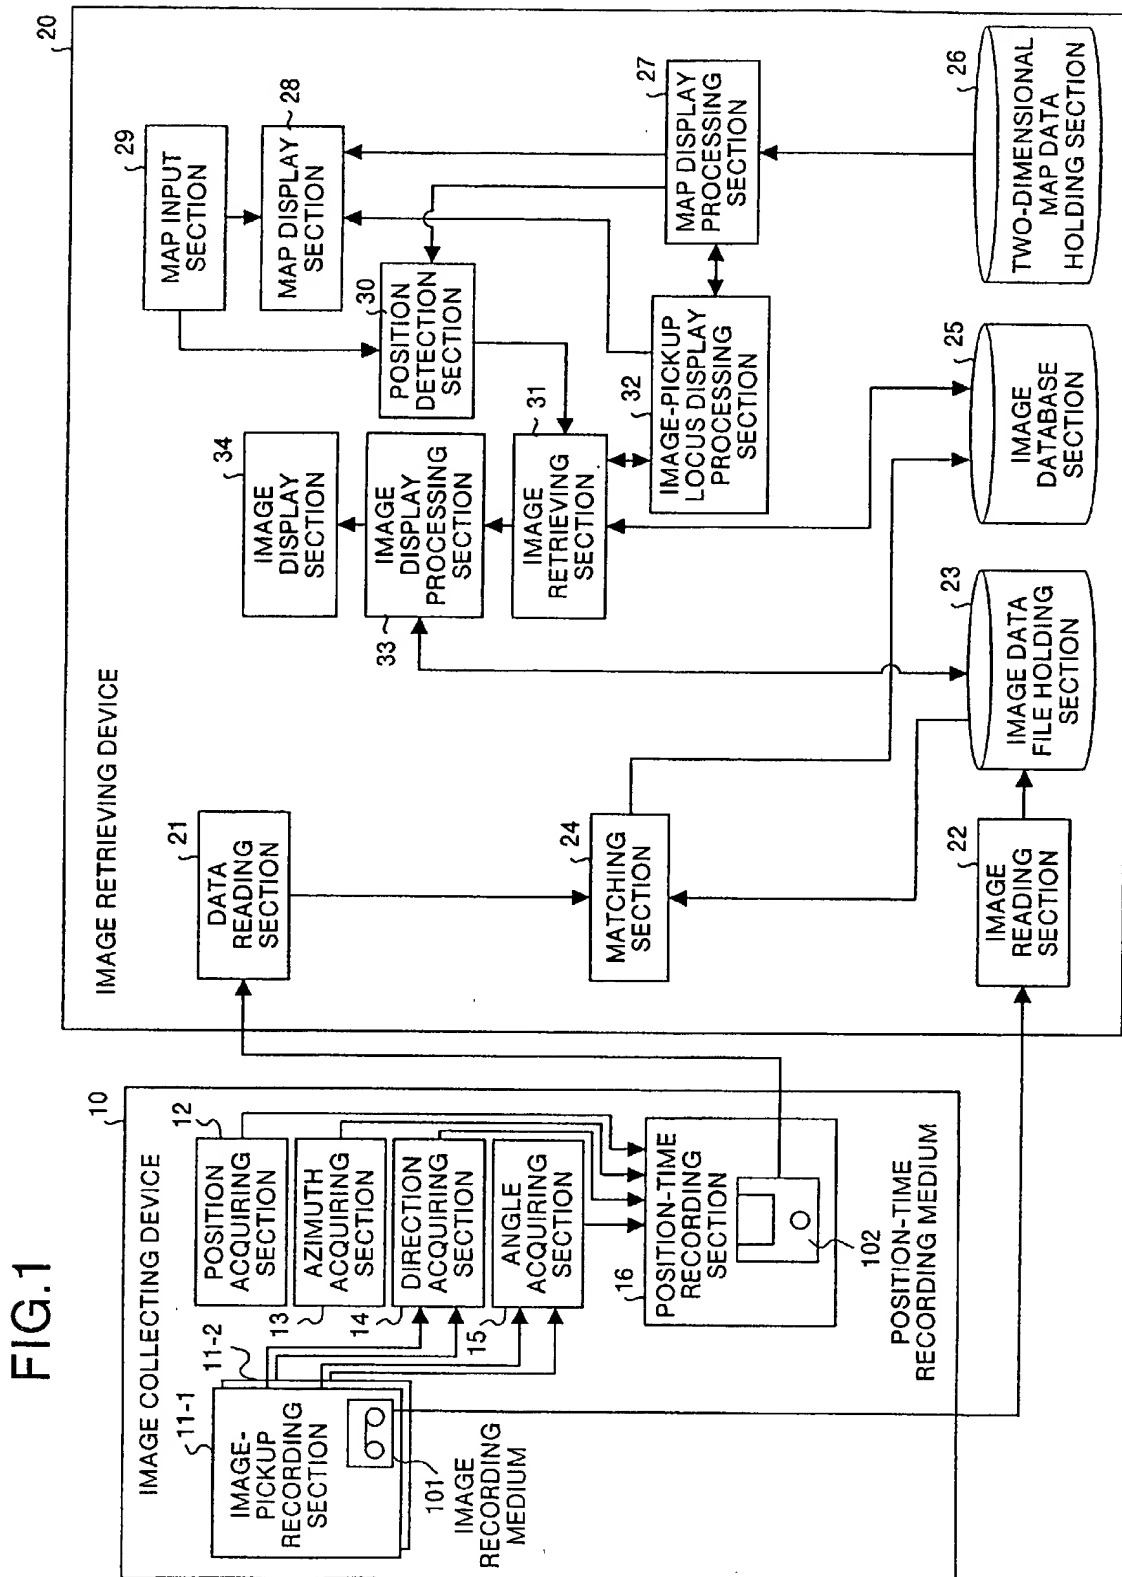 FIG.1
IMAGE COLLECTING DEVICE
10
11-1
11-2
IMAGE-
PICKUP
RECORDING
SECTION
101
IMAGE
RECORDING
MEDIUM
12
POSITION
ACQUIRING
SECTION
13
AZIMUTH
ACQUIRING
SECTION
14
DIRECTION
ACQUIRING
SECTION
15
ANGLE
ACQUIRING
SECTION
16
POSITION-TIME
RECORDING
SECTION
102
POSITION-TIME
RECORDING MEDIUM
20
IMAGE RETRIEVING DEVICE
21
DATA
READING
SECTION
24
MATCHING
SECTION
22
IMAGE
READING
SECTION
23
IMAGE DATA
FILE HOLDING
SECTION
34
IMAGE
DISPLAY
SECTION
33
IMAGE
DISPLAY
PROCESSING
SECTION
31
IMAGE
RETRIEVING
SECTION
25
IMAGE
DATABASE
SECTION
29
MAP INPUT
SECTION
28
MAP DISPLAY
SECTION
30
POSITION
DETECTION
SECTION
32
IMAGE-PICKUP
LOCUS DISPLAY
PROCESSING
SECTION
27
MAP DISPLAY
PROCESSING
SECTION
26
TWO-DIMENSIONAL
MAP DATA
HOLDING SECTION